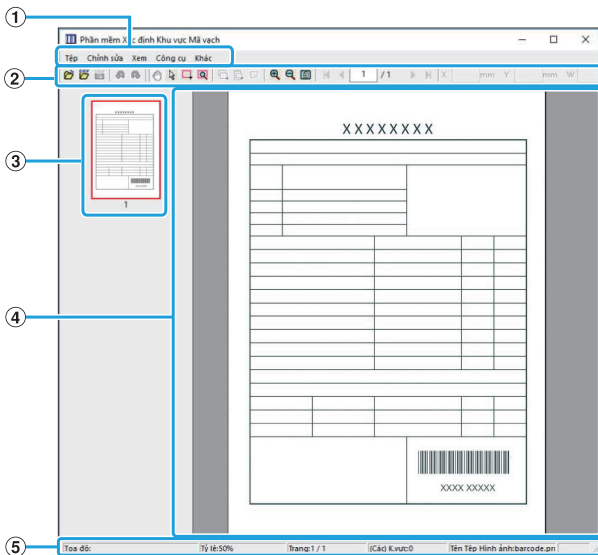 1
Phần mềm Xác định Khu vực Mã vạch
Tệp Chỉnh sửa Xem Công cụ Khác
2
1 /1 X mm Y mm W
3
1
XXXXXXXX
4
XXXX XXXXX
5
Tọa độ: Tỷ lệ:50% Trang:1 / 1 (Các) K.vực:0 Tên Tệp Hình ảnh:barcode.pn